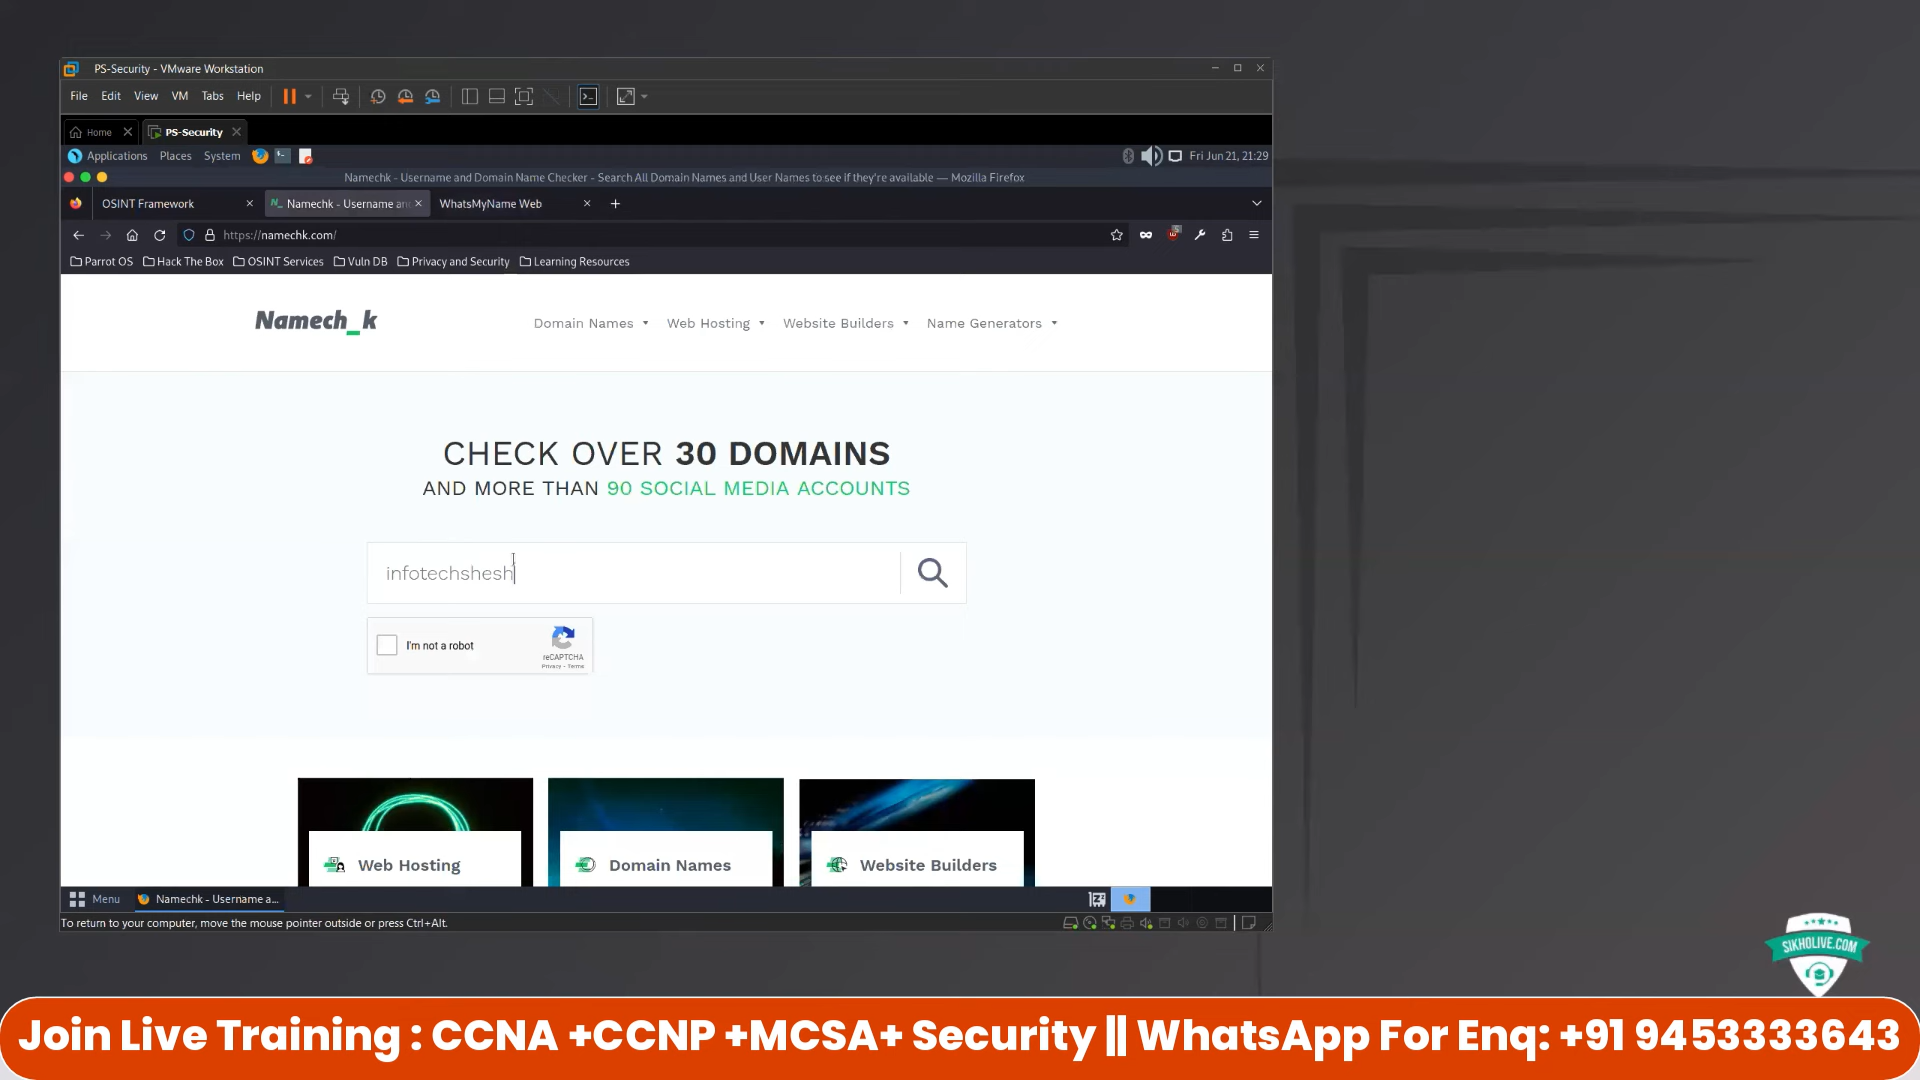 PS-Security - VMware Workstation
File Edit View VM Tabs Help
Home PS-Security
Applications Places System Fri Jun 21, 21:29
Namechk - Username and Domain Name Checker - Search All Domain Names and User Names to see if they're available — Mozilla Firefox
OSINT Framework Namechk - Username an WhatsMyName Web
https://namechk.com/
Parrot OS Hack The Box OSINT Services Vuln DB Privacy and Security Learning Resources
Namech_k Domain Names Web Hosting Website Builders Name Generators
CHECK OVER 30 DOMAINS
AND MORE THAN 90 SOCIAL MEDIA ACCOUNTS
infotechshesh
I'm not a robot
reCAPTCHA
Privacy - Terms
Web Hosting Domain Names Website Builders
Menu Namechk - Username a...
To return to your computer, move the mouse pointer outside or press Ctrl+Alt.
SIKHOLIVE.COM
Join Live Training : CCNA +CCNP +MCSA+ Security || WhatsApp For Enq: +91 9453333643